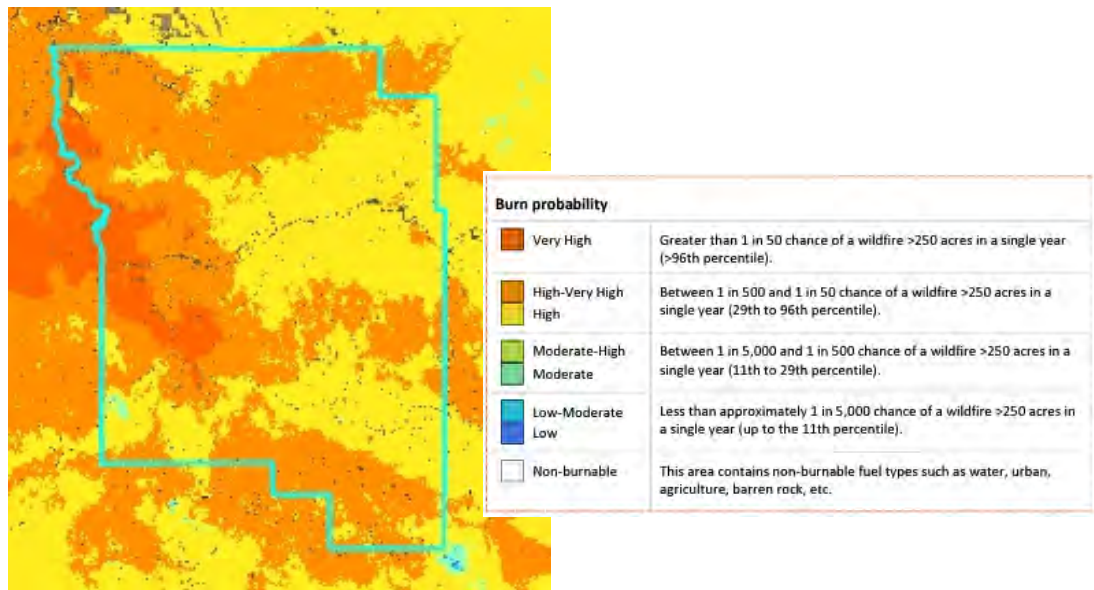 Burn probability
Very High
Greater than 1 in 50 chance of a wildfire >250 acres in a single year
(>96th percentile).
High-Very High
High
Between 1 in 500 and 1 in 50 chance of a wildfire >250 acres in a
single year (29th to 96th percentile).
Moderate-High
Moderate
Between 1 in 5,000 and 1 in 500 chance of a wildfire >250 acres in
a single year (11th to 29th percentile).
Low-Moderate
Low
Less than approximately 1 in 5,000 chance of a wildfire >250 acres in
a single year (up to the 11th percentile).
Non-burnable
This area contains non-burnable fuel types such as water, urban,
agriculture, barren rock, etc.